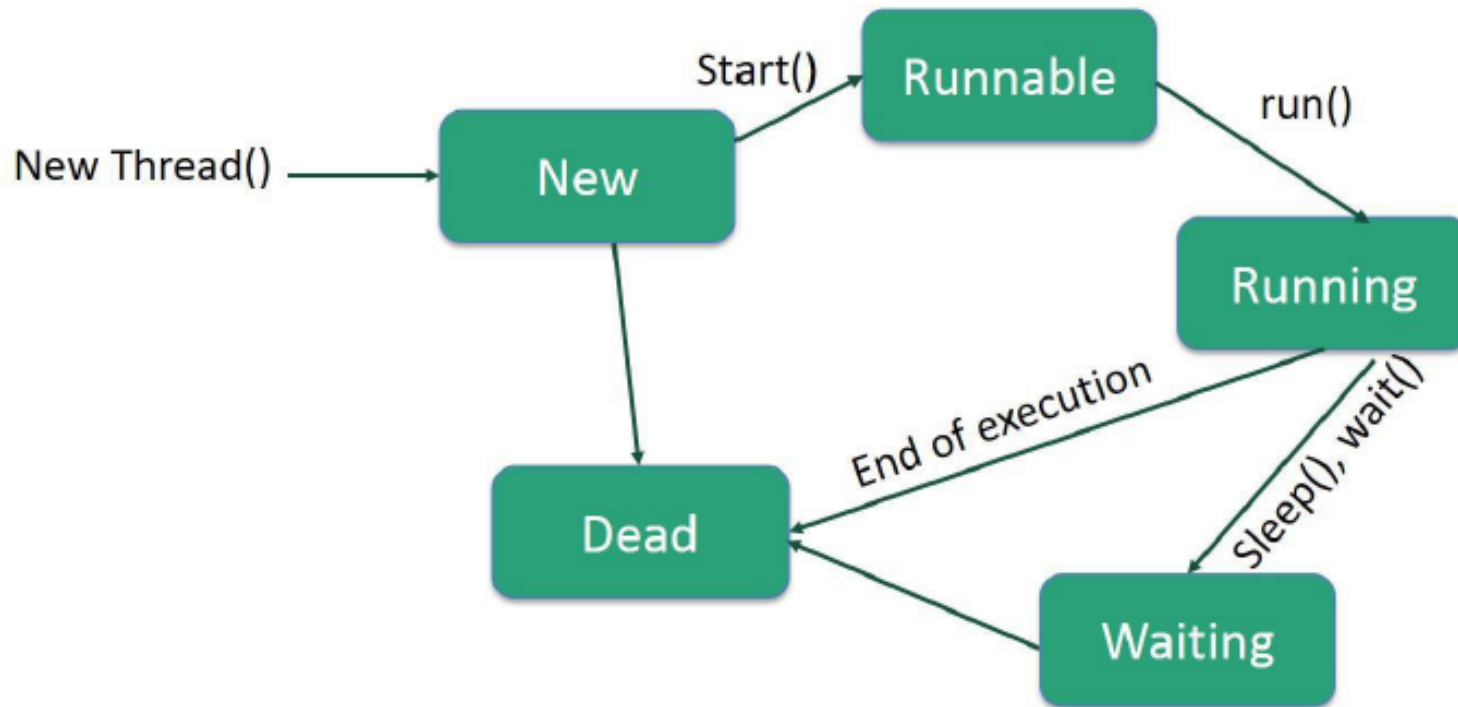 Start()
Runnable
run()
New Thread()
New
Running
End of execution
Sleep(), wait()
Dead
Waiting